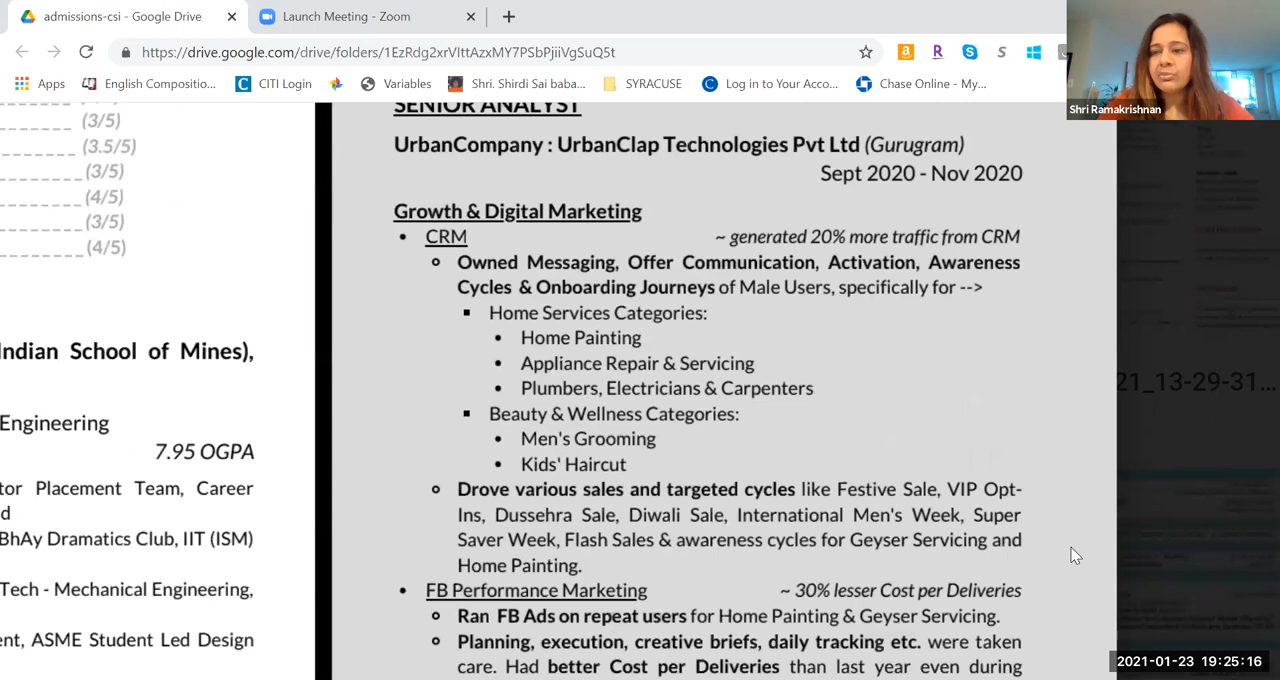 admissions-csi - Google Drive
Launch Meeting - Zoom
https://drive.google.com/drive/folders/1EzRdg2xrVIttAzxMY7PSbPjiiVgSuQ5t
Apps
English Composition...
CITI Login
Variables
Shri. Shirdi Sai baba...
SYRACUSE
Log in to Your Acco...
Chase Online - My...
Shri Ramakrishnan
(3/5)
(3.5/5)
(3/5)
(4/5)
(3/5)
(4/5)
Indian School of Mines),
Engineering
7.95 OGPA
tor Placement Team, Career
d
BhAy Dramatics Club, IIT (ISM)
Tech - Mechanical Engineering,
ent, ASME Student Led Design
SENIOR ANALYST
UrbanCompany : UrbanClap Technologies Pvt Ltd (Gurugram)
Sept 2020 - Nov 2020
Growth & Digital Marketing
• CRM ~ generated 20% more traffic from CRM
Owned Messaging, Offer Communication, Activation, Awareness
Cycles & Onboarding Journeys of Male Users, specifically for -->
▪ Home Services Categories:
• Home Painting
• Appliance Repair & Servicing
• Plumbers, Electricians & Carpenters
▪ Beauty & Wellness Categories:
• Men's Grooming
• Kids' Haircut
Drove various sales and targeted cycles like Festive Sale, VIP Opt-
Ins, Dussehra Sale, Diwali Sale, International Men's Week, Super
Saver Week, Flash Sales & awareness cycles for Geyser Servicing and
Home Painting.
• FB Performance Marketing ~ 30% lesser Cost per Deliveries
Ran FB Ads on repeat users for Home Painting & Geyser Servicing.
Planning, execution, creative briefs, daily tracking etc. were taken
care. Had better Cost per Deliveries than last year even during
21_13-29-31...
2021-01-23 19:25:16